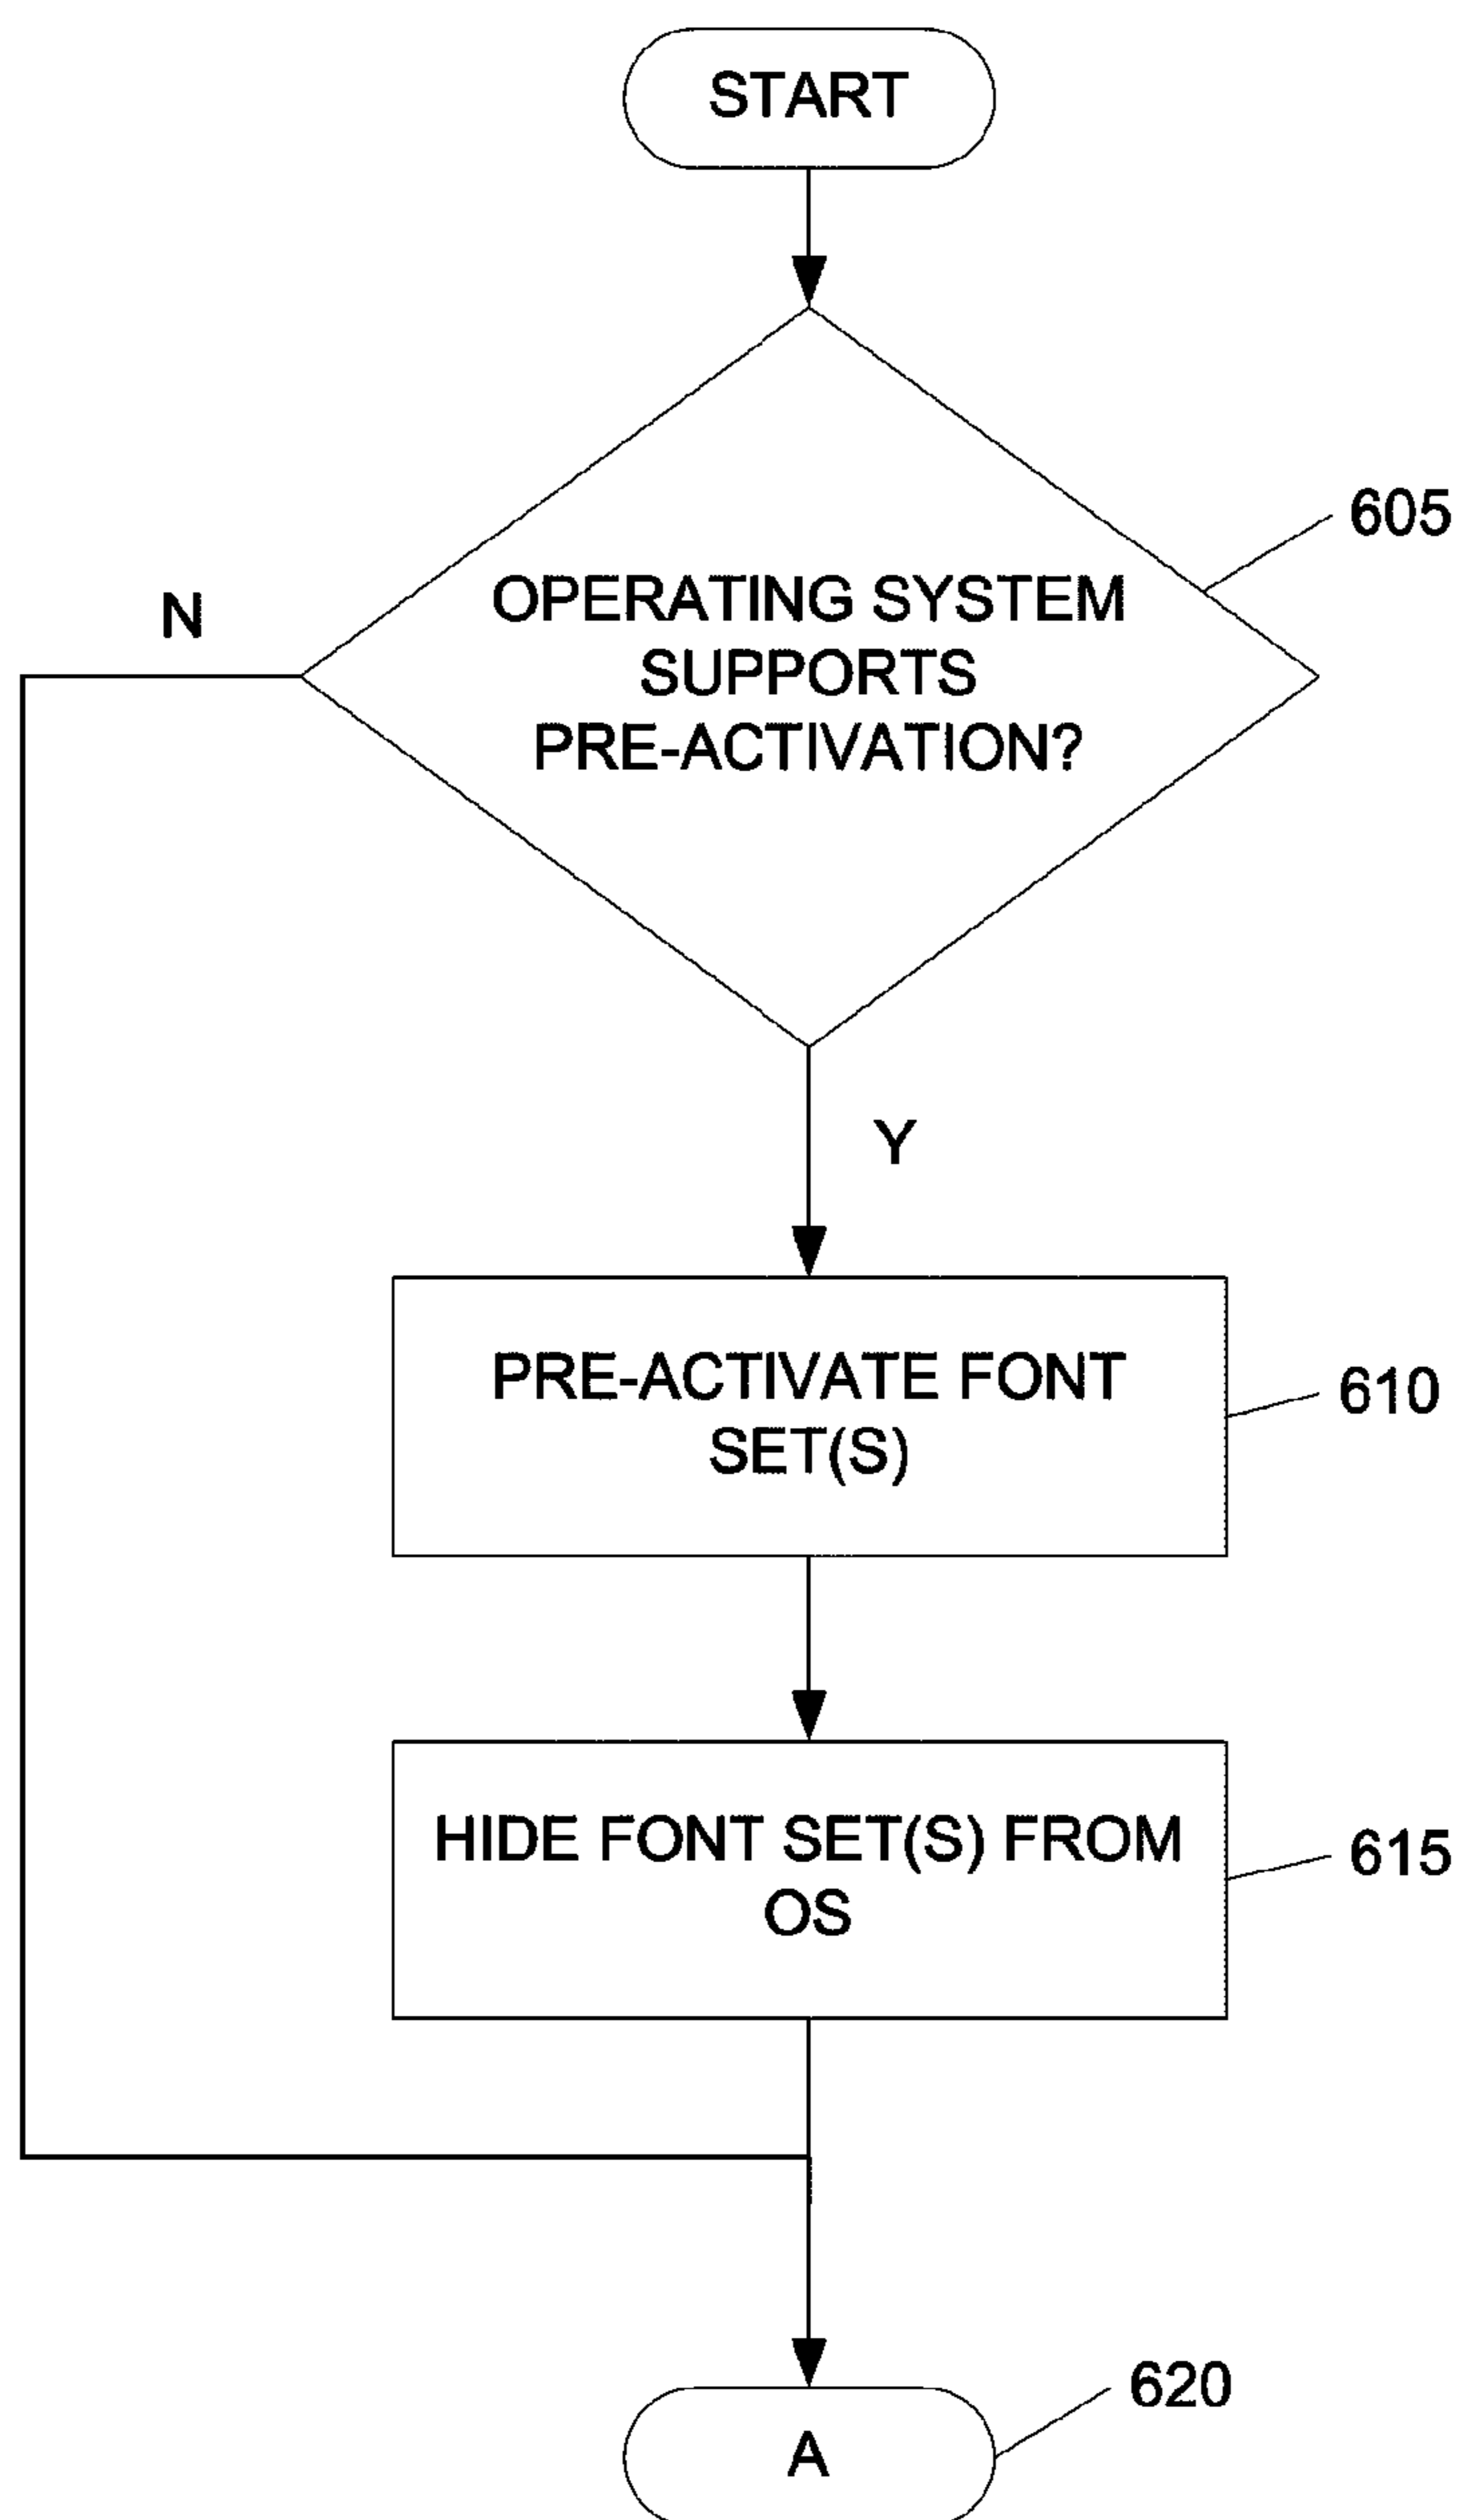 START
605
N
OPERATING SYSTEM
SUPPORTS
PRE-ACTIVATION?
Y
PRE-ACTIVATE FONT
SET(S)
610
HIDE FONT SET(S) FROM
OS
615
620
A